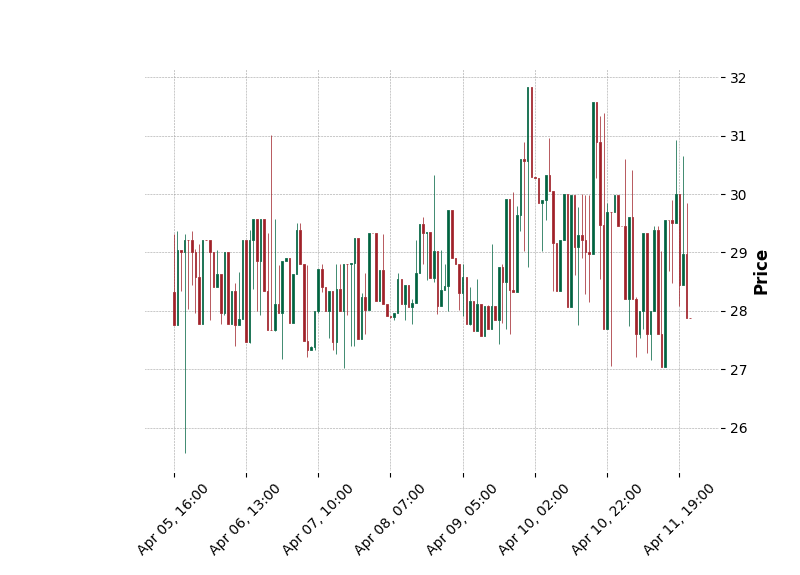 32
31
30
29
28
27
26
Price
Apr 05, 16:00
Apr 06, 13:00
Apr 07, 10:00
Apr 08, 07:00
Apr 09, 05:00
Apr 10, 02:00
Apr 10, 22:00
Apr 11, 19:00